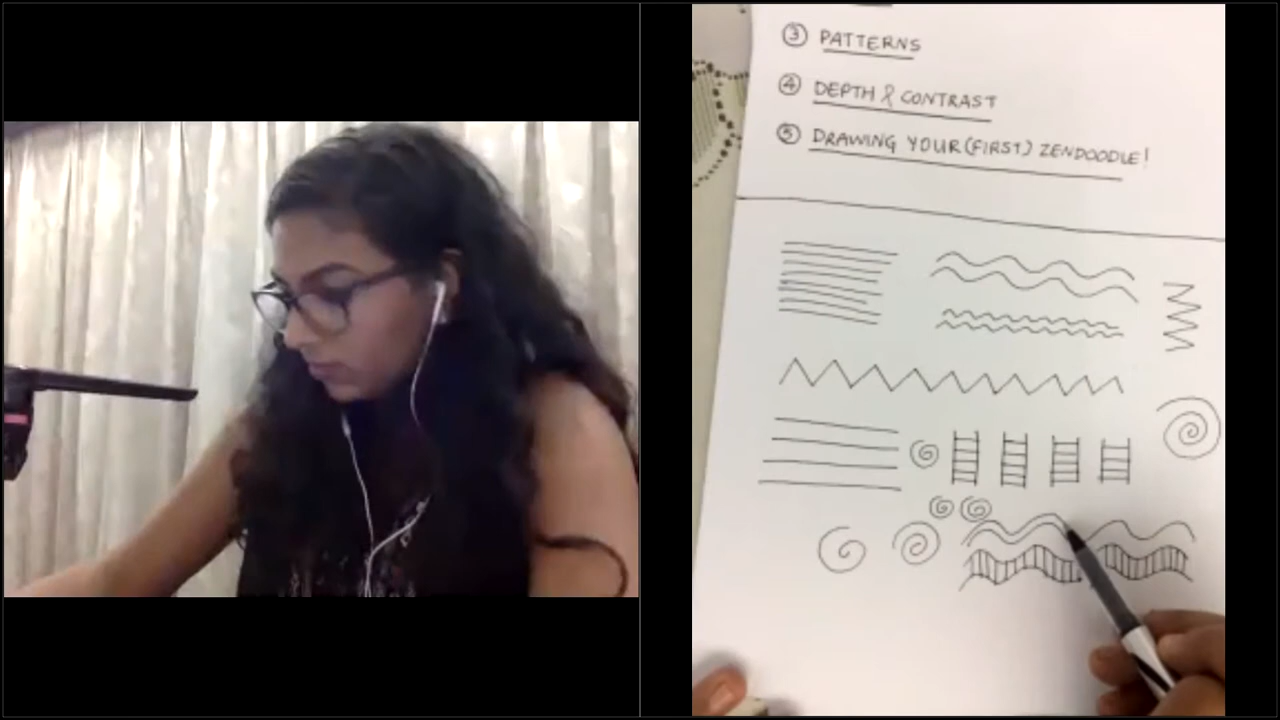 ③ PATTERNS
④ DEPTH & CONTRAST
⑤ DRAWING YOUR (FIRST) ZENDOODLE!